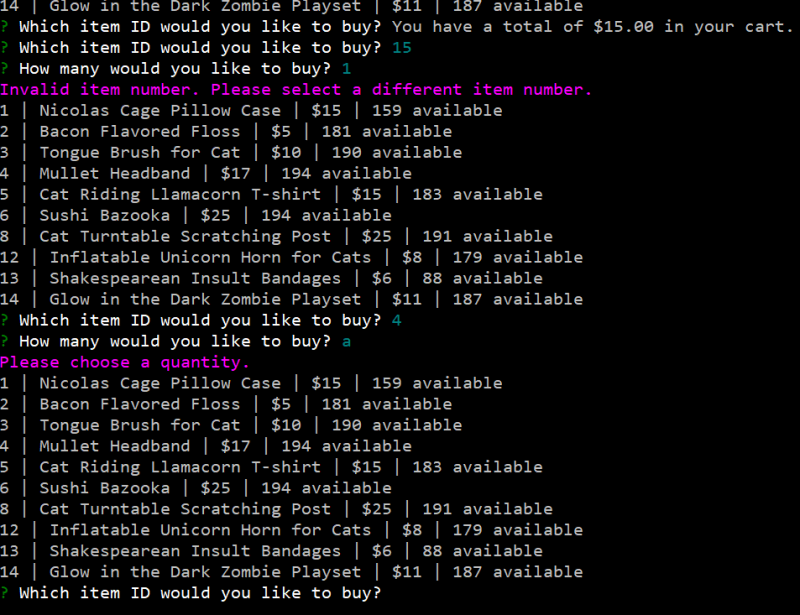 14 | Glow in the Dark Zombie Playset | $11 | 187 available
? Which item ID would you like to buy? You have a total of $15.00 in your cart.
? Which item ID would you like to buy? 15
? How many would you like to buy? 1
Invalid item number. Please select a different item number.
1 | Nicolas Cage Pillow Case | $15 | 159 available
2 | Bacon Flavored Floss | $5 | 181 available
3 | Tongue Brush for Cat | $10 | 190 available
4 | Mullet Headband | $17 | 194 available
5 | Cat Riding Llamacorn T-shirt | $15 | 183 available
6 | Sushi Bazooka | $25 | 194 available
8 | Cat Turntable Scratching Post | $25 | 191 available
12 | Inflatable Unicorn Horn for Cats | $8 | 179 available
13 | Shakespearean Insult Bandages | $6 | 88 available
14 | Glow in the Dark Zombie Playset | $11 | 187 available
? Which item ID would you like to buy? 4
? How many would you like to buy? a
Please choose a quantity.
1 | Nicolas Cage Pillow Case | $15 | 159 available
2 | Bacon Flavored Floss | $5 | 181 available
3 | Tongue Brush for Cat | $10 | 190 available
4 | Mullet Headband | $17 | 194 available
5 | Cat Riding Llamacorn T-shirt | $15 | 183 available
6 | Sushi Bazooka | $25 | 194 available
8 | Cat Turntable Scratching Post | $25 | 191 available
12 | Inflatable Unicorn Horn for Cats | $8 | 179 available
13 | Shakespearean Insult Bandages | $6 | 88 available
14 | Glow in the Dark Zombie Playset | $11 | 187 available
? Which item ID would you like to buy?